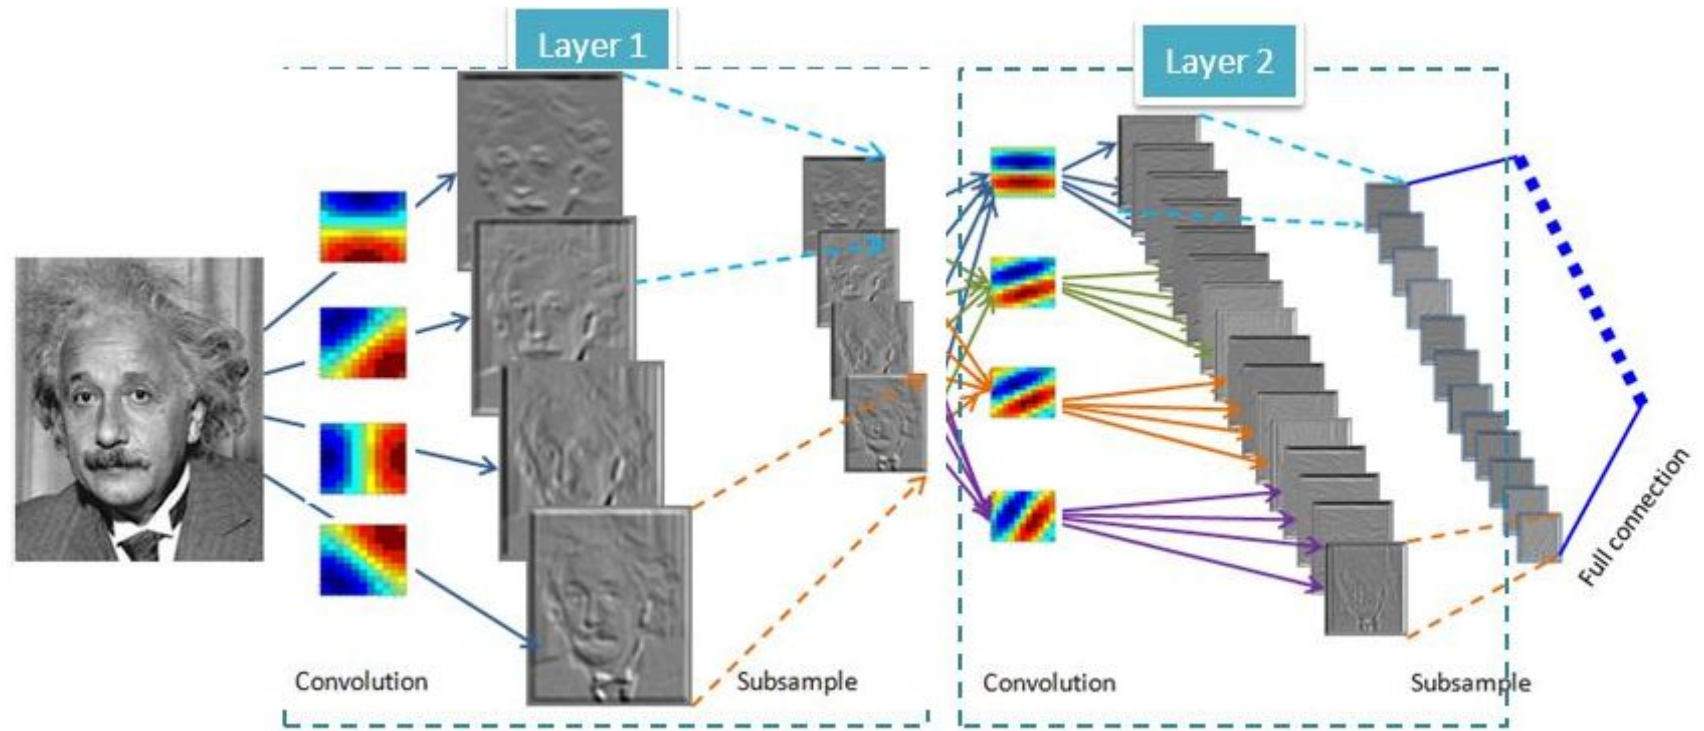 Layer 1
Layer 2
Convolution
Subsample
Convolution
Subsample
Full connection